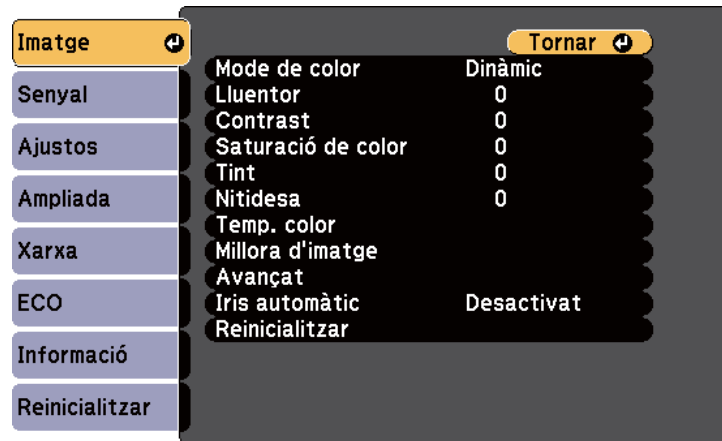 Imatge
Senyal
Ajustos
Ampliada
Xarxa
ECO
Informació
Reinicialitzar
Tornar
Mode de color Dinàmic
Lluentor 0
Contrast 0
Saturació de color 0
Tint 0
Nitidesa 0
Temp. color
Millora d'imatge
Avançat
Iris automàtic Desactivat
Reinicialitzar